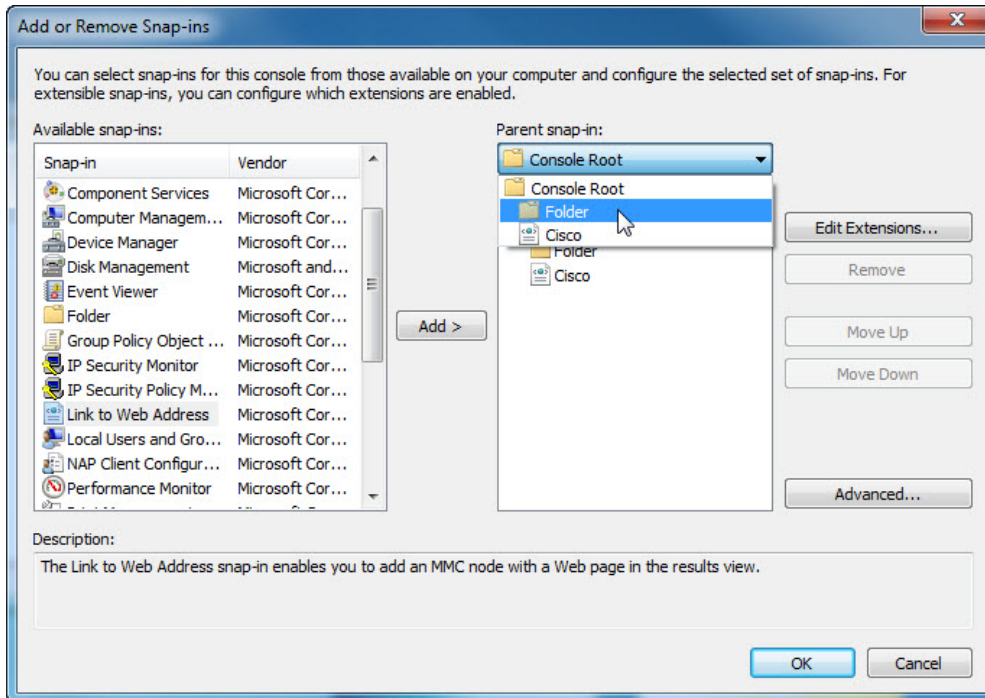 Add or Remove Snap-ins
You can select snap-ins for this console from those available on your computer and configure the selected set of snap-ins. For
extensible snap-ins, you can configure which extensions are enabled.
Available snap-ins:
Snap-in Vendor
Component Services Microsoft Cor...
Computer Managem... Microsoft Cor...
Device Manager Microsoft Cor...
Disk Management Microsoft and...
Event Viewer Microsoft Cor...
Folder Microsoft Cor...
Group Policy Object ... Microsoft Cor...
IP Security Monitor Microsoft Cor...
IP Security Policy M... Microsoft Cor...
Link to Web Address Microsoft Cor...
Local Users and Gro... Microsoft Cor...
NAP Client Configur... Microsoft Cor...
Performance Monitor Microsoft Cor...
Add >
Parent snap-in:
Console Root
Console Root
Folder
Cisco
Folder
Cisco
Edit Extensions...
Remove
Move Up
Move Down
Advanced...
Description:
The Link to Web Address snap-in enables you to add an MMC node with a Web page in the results view.
OK
Cancel